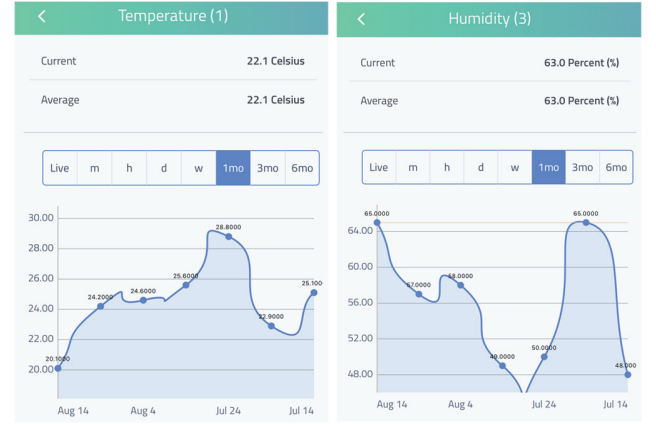 Temperature (1)
Current 22.1 Celsius
Average 22.1 Celsius
Live m h d w 1mo 3mo 6mo
30.00
28.8000
28.00
26.00
25.6000
25.100
24.2000
24.6000
24.00
22.9000
22.00
20.1000
20.00
Aug 14 Aug 4 Jul 24 Jul 14
Humidity (3)
Current 63.0 Percent (%)
Average 63.0 Percent (%)
Live m h d w 1mo 3mo 6mo
65.0000 65.0000
64.00
60.00
58.0000
57.0000
56.00
52.00
50.0000
49.0000
48.000
48.00
Aug 14 Aug 4 Jul 24 Jul 14